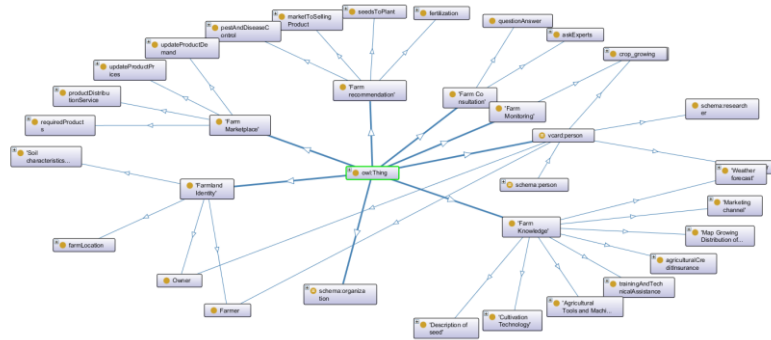 seedsToPlant
fertilization
questionAnswer
marketToSelling
Product
pestAndDiseaseC
ontrol
askExperts
updateProductDe
mand
crop_growing
updateProductPr
ices
'Farm
recommendation'
'Farm Co
nsultation'
productDistribu
tionService
'Farm
Monitoring'
schema:research
er
requiredProduct
s
'Farm
Marketplace'
vcard:person
'Soil
characteristics...
owl:Thing
'Weather
forecast'
'Farmland
Identity'
schema:person
'Marketing
channel'
farmLocation
'Farm
Knowledge'
'Map Growing
Distribution of...
agriculturalCre
ditInsurance
Owner
schema:organiza
tion
trainingAndTech
nicalAssistance
Farmer
'Agricultural
Tools and Machi...
'Description of
seed'
'Cultivation
Technology'